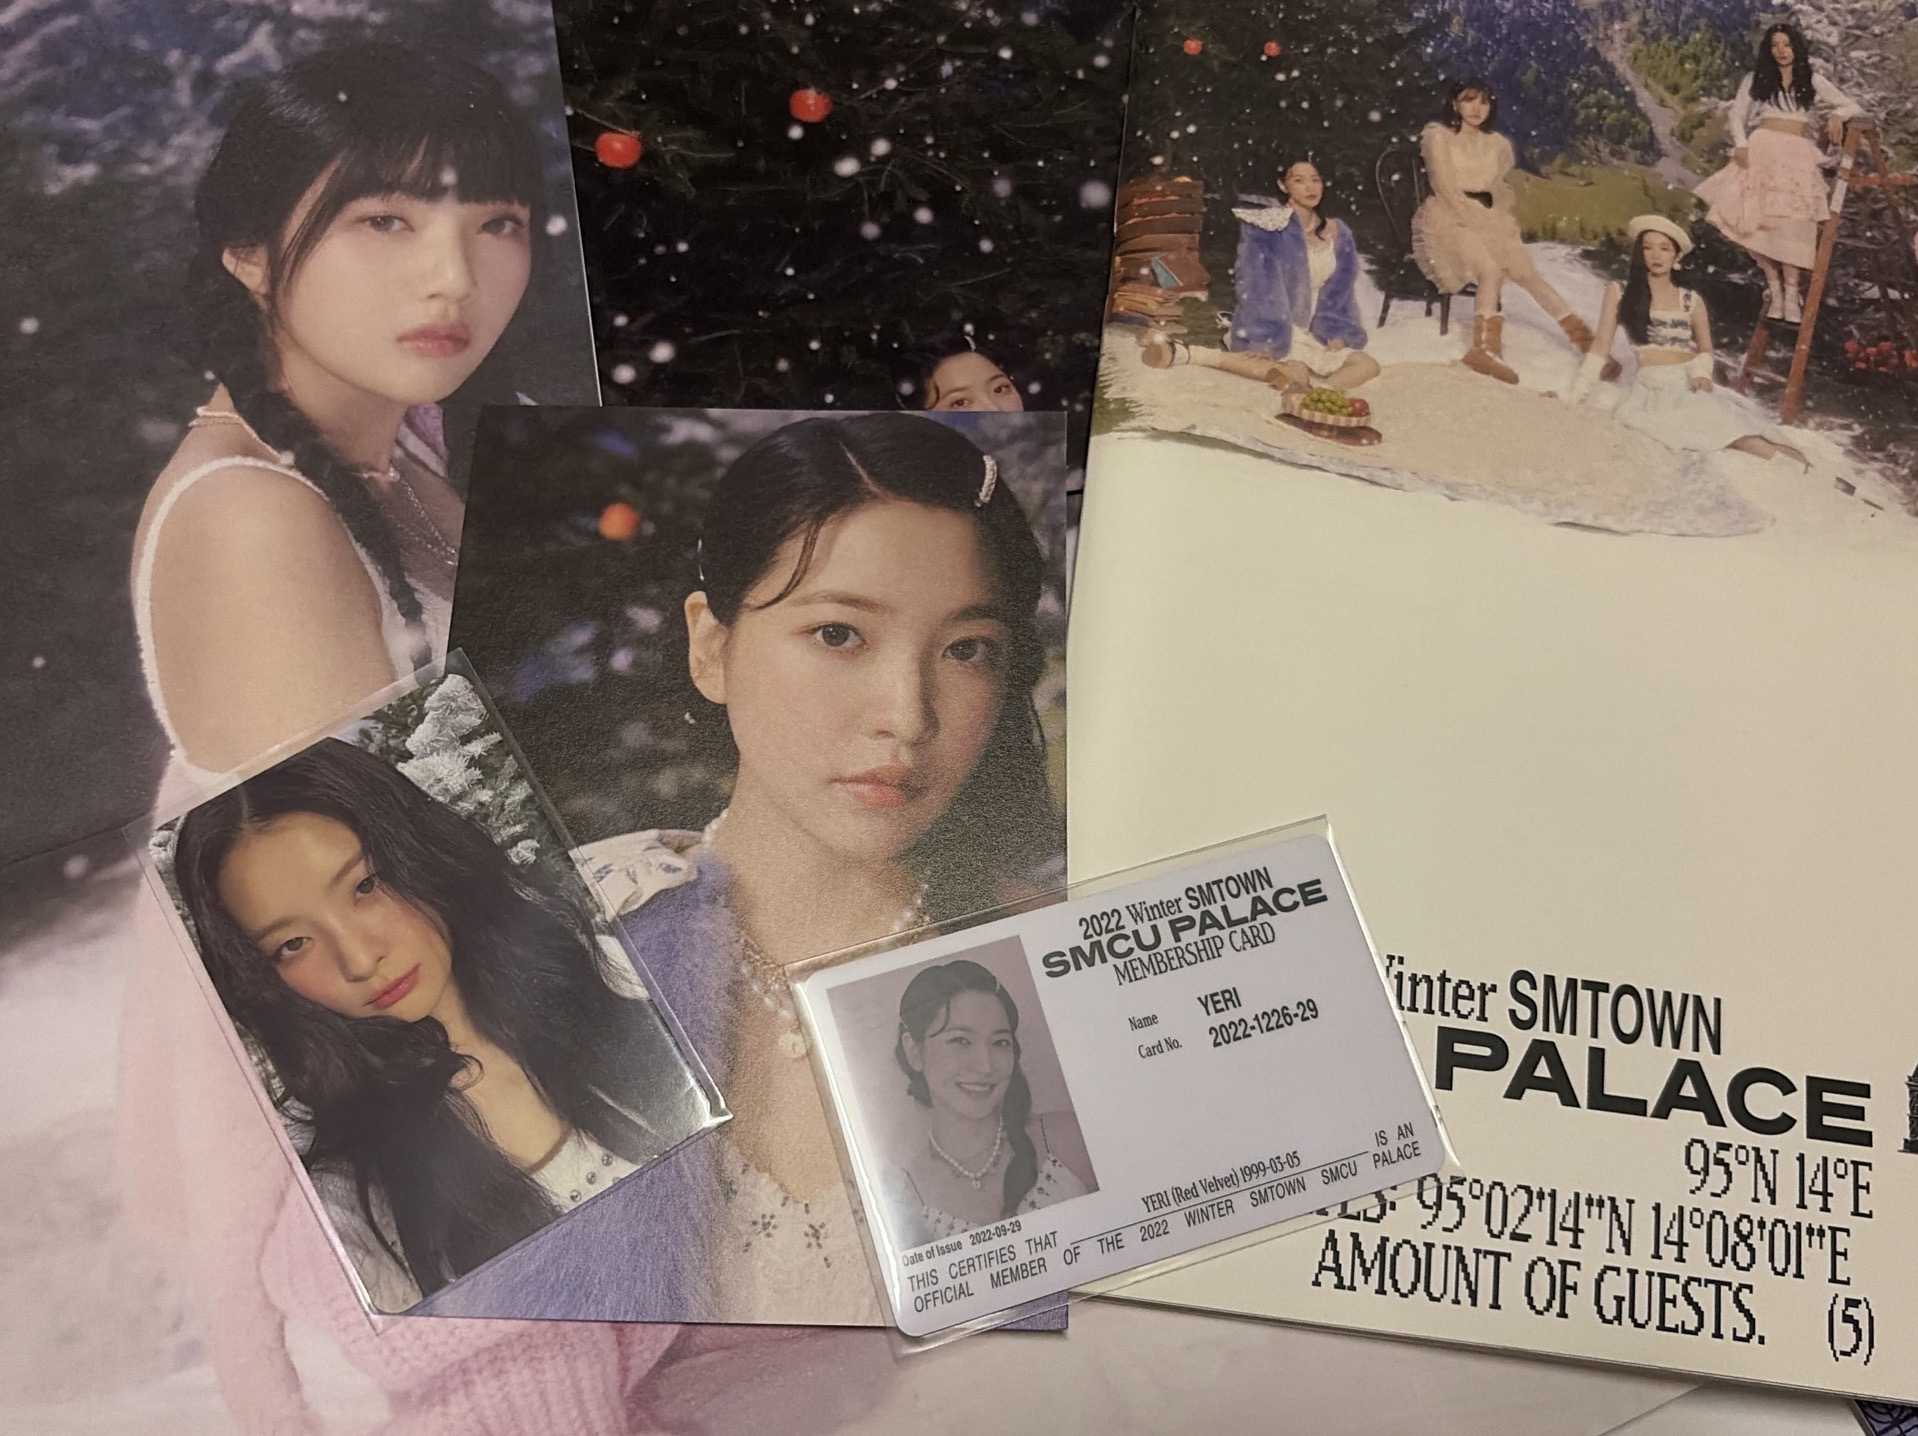 2022 Winter SMTOWN
SMCU PALACE
MEMBERSHIP CARD
Name YERI
Card No. 2022-1226-29
YERI (Red Velvet) 1999-03-05
Date of Issue 2022-09-29
THIS CERTIFIES THAT IS AN
OFFICIAL MEMBER OF THE 2022 WINTER SMTOWN SMCU PALACE
SMTOWN
PALACE
95°N 14°E
95°02'14"N 14°08'01"E
AMOUNT OF GUESTS. (5)